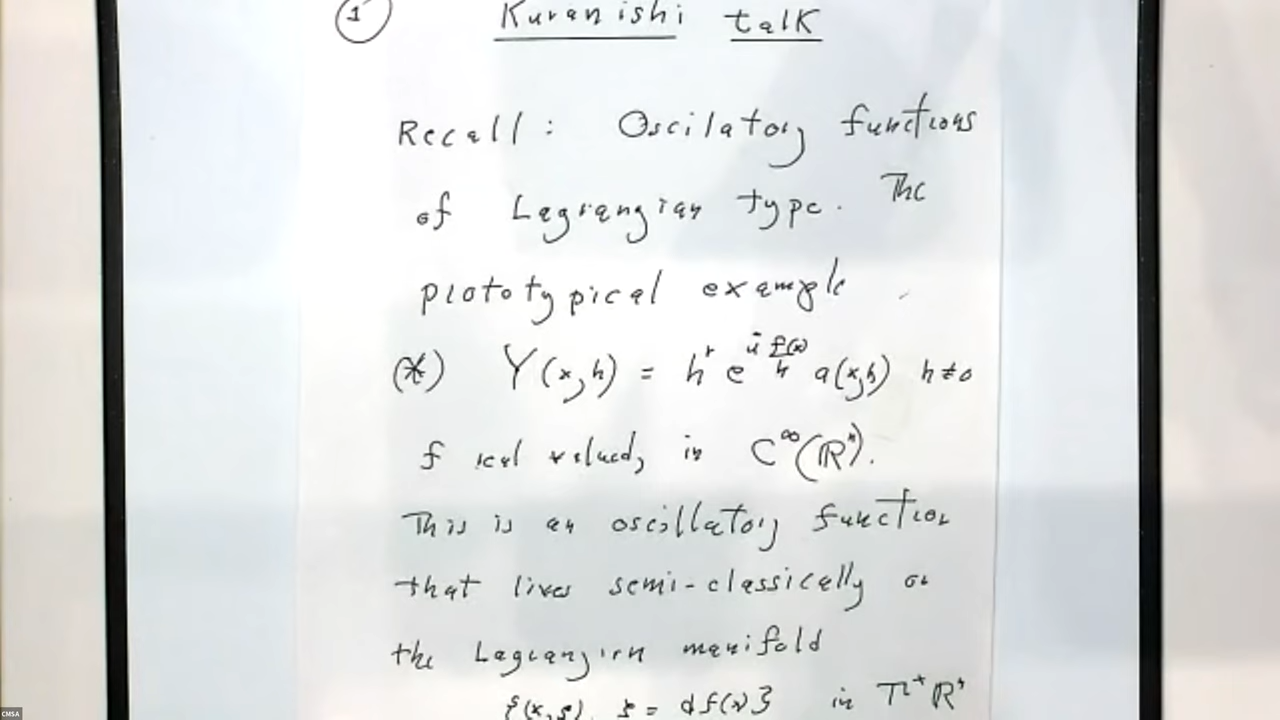 ① Kuranishi talk
Recall : Oscilatory functions
of Lagrangian type. The
prototypical example
(*) Υ(x,h) = h^r e^{i f(x)/h} a(x,h) h≠0
f real valued, in C^∞(ℝ^n).
This is an oscillatory function
that lives semi-classically on
the Lagrangian manifold
{(x,ξ), ξ = df(x)} in T*ℝ^n
CMSA